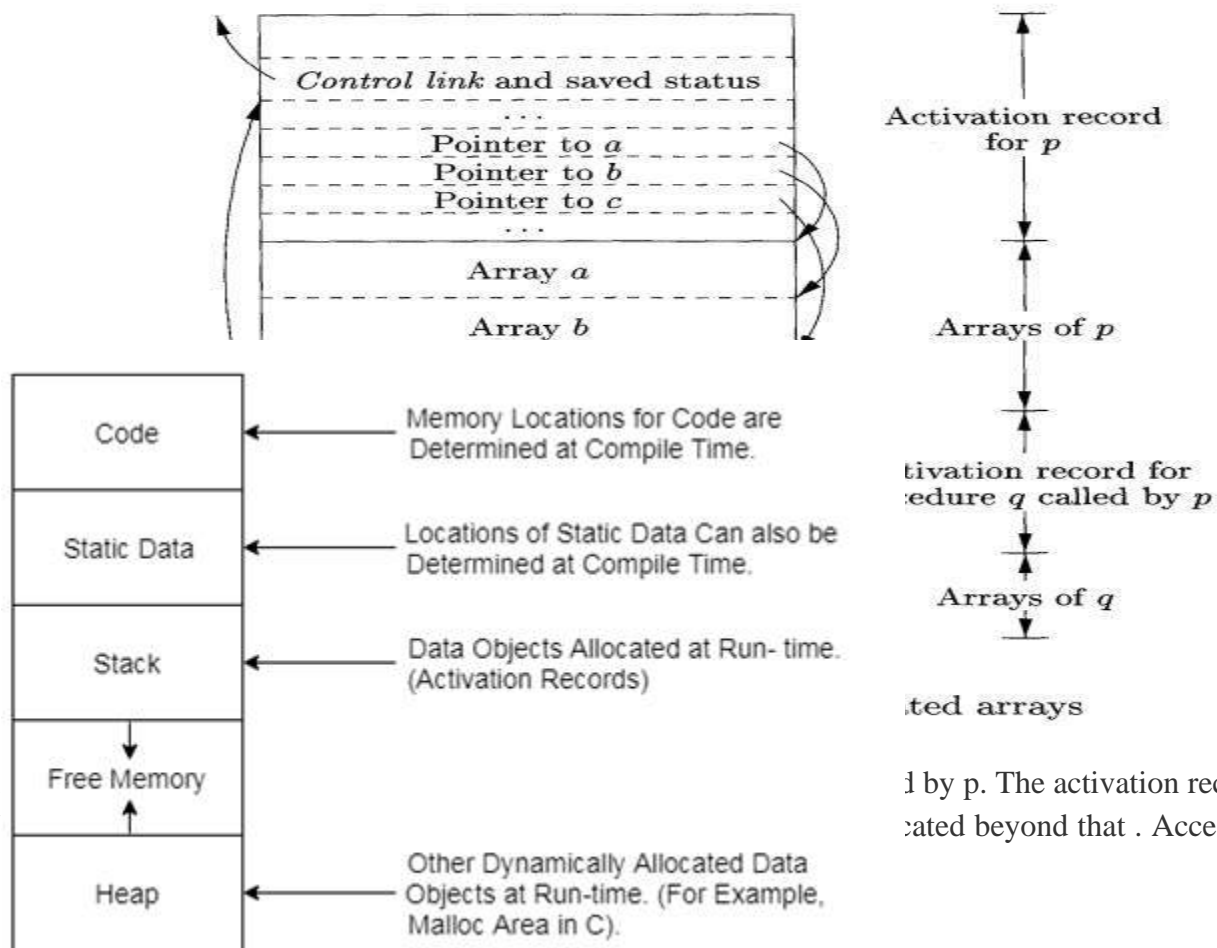 Control link and saved status
...
Pointer to a
Pointer to b
Pointer to c
...
Array a
Array b
Activation record
for p
Arrays of p
tivation record for
edure q called by p
Arrays of q
ted arrays
d by p. The activation
cated beyond that . Acce
Code
Memory Locations for Code are
Determined at Compile Time.
Static Data
Locations of Static Data Can also be
Determined at Compile Time.
Stack
Data Objects Allocated at Run- time.
(Activation Records)
Free Memory
Heap
Other Dynamically Allocated Data
Objects at Run-time. (For Example,
Malloc Area in C).